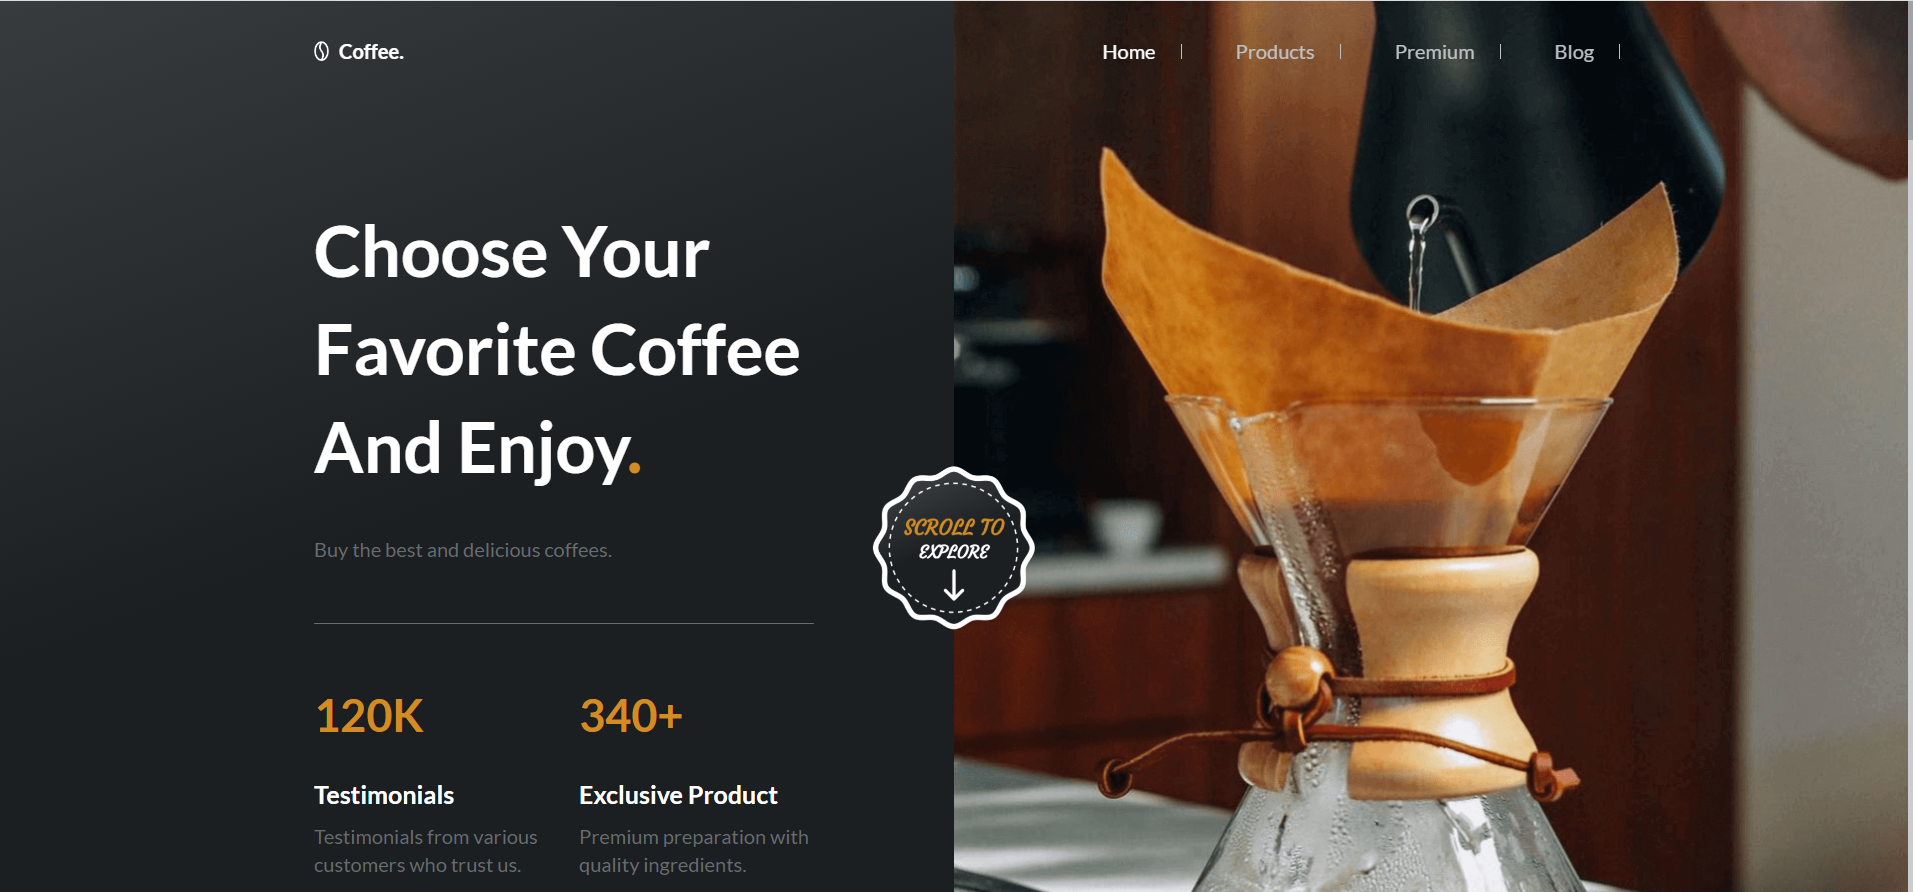 Coffee.
Home
Products
Premium
Blog
Choose Your
Favorite Coffee
And Enjoy.
Buy the best and delicious coffees.
SCROLL TO
EXPLORE
120K
Testimonials
Testimonials from various
customers who trust us.
340+
Exclusive Product
Premium preparation with
quality ingredients.